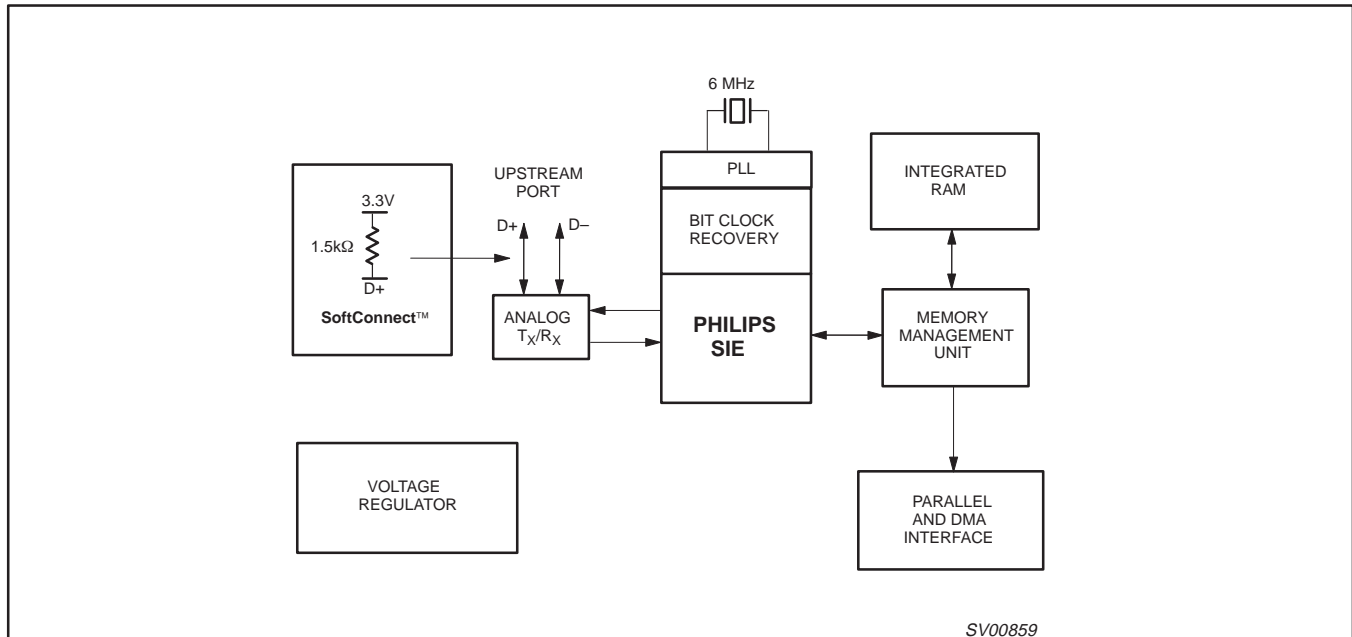 6 MHz
PLL
BIT CLOCK
RECOVERY
PHILIPS
SIE
3.3V
1.5kΩ
D+
SoftConnect™
UPSTREAM
PORT
D+
D–
ANALOG
TX/RX
INTEGRATED
RAM
MEMORY
MANAGEMENT
UNIT
PARALLEL
AND DMA
INTERFACE
VOLTAGE
REGULATOR
SV00859